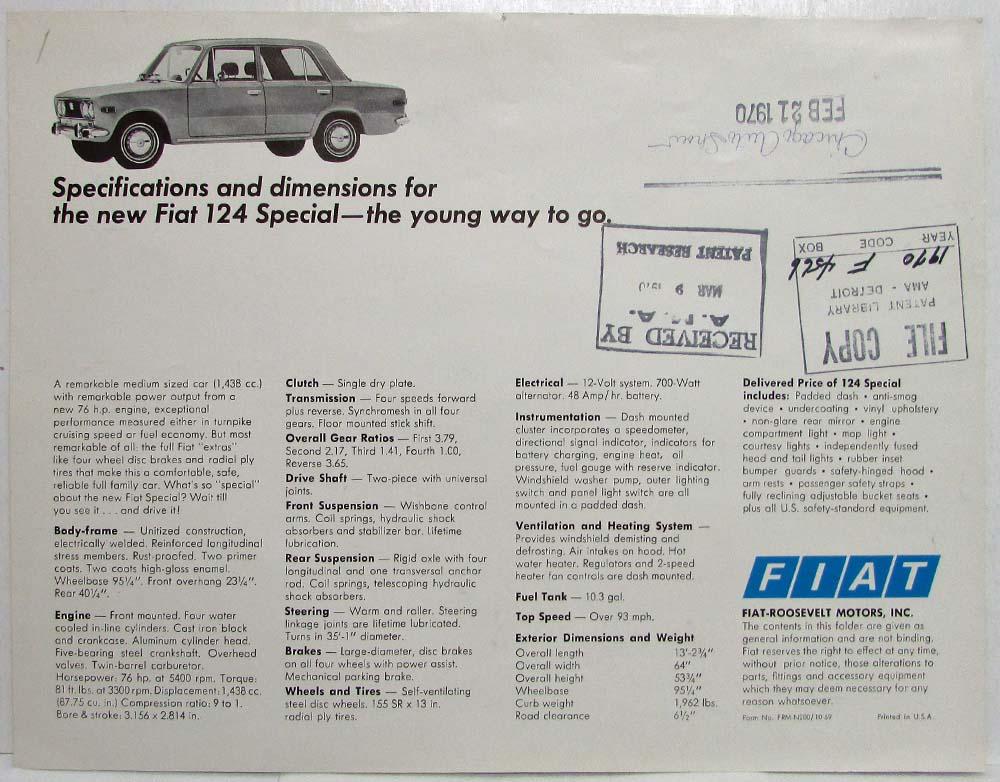 FEB 21 1970
Chicago Auto Show
Specifications and dimensions for
the new Fiat 124 Special—the young way to go.
RECEIVED BY
A. M. A.
MAR 9 1970
PATENT RESEARCH
FILE COPY
PATENT LIBRARY
AMA - DETROIT
1970 F 4526
YEAR CODE BOX
A remarkable medium sized car (1,438 cc.)
with remarkable power output from a
new 76 h.p. engine, exceptional
performance measured either in turnpike
cruising speed or fuel economy. But most
remarkable of all: the full Fiat "extras"
like four wheel disc brakes and radial ply
tires that make this a comfortable, safe,
reliable full family car. What's so "special"
about the new Fiat Special? Wait till
you see it . . . and drive it!
Body-frame — Unitized construction,
electrically welded. Reinforced longitudinal
stress members. Rust-proofed. Two primer
coats. Two coats high-gloss enamel.
Wheelbase 95¼". Front overhang 23¼".
Rear 40¼".
Engine — Front mounted. Four water
cooled in-line cylinders. Cast iron block
and crankcase. Aluminum cylinder head.
Five-bearing steel crankshaft. Overhead
valves. Twin-barrel carburetor.
Horsepower: 76 hp. at 5400 rpm. Torque:
81 ft. lbs. at 3300 rpm. Displacement: 1,438 cc.
(87.75 cu. in.) Compression ratio: 9 to 1.
Bore & stroke: 3.156 x 2.814 in.
Clutch — Single dry plate.
Transmission — Four speeds forward
plus reverse. Synchromesh in all four
gears. Floor mounted stick shift.
Overall Gear Ratios — First 3.79,
Second 2.17, Third 1.41, Fourth 1.00,
Reverse 3.65.
Drive Shaft — Two-piece with universal
joints.
Front Suspension — Wishbone control
arms. Coil springs, hydraulic shock
absorbers and stabilizer bar. Lifetime
lubrication.
Rear Suspension — Rigid axle with four
longitudinal and one transversal anchor
rod. Coil springs, telescoping hydraulic
shock absorbers.
Steering — Worm and roller. Steering
linkage joints are lifetime lubricated.
Turns in 35'-1" diameter.
Brakes — Large-diameter, disc brakes
on all four wheels with power assist.
Mechanical parking brake.
Wheels and Tires — Self-ventilating
steel disc wheels. 155 SR x 13 in.
radial ply tires.
Electrical — 12-Volt system. 700-Watt
alternator. 48 Amp/hr. battery.
Instrumentation — Dash mounted
cluster incorporates a speedometer,
directional signal indicator, indicators for
battery charging, engine heat, oil
pressure, fuel gauge with reserve indicator.
Windshield washer pump, outer lighting
switch and panel light switch are all
mounted in a padded dash.
Ventilation and Heating System —
Provides windshield demisting and
defrosting. Air intakes on hood. Hot
water heater. Regulators and 2-speed
heater fan controls are dash mounted.
Fuel Tank — 10.3 gal.
Top Speed — Over 93 mph.
Exterior Dimensions and Weight
Overall length 13'-2¾"
Overall width 64"
Overall height 53¾"
Wheelbase 95¼"
Curb weight 1,962 lbs.
Road clearance 6½"
Delivered Price of 124 Special
includes: Padded dash • anti-smog
device • undercoating • vinyl upholstery
• non-glare rear mirror • engine
compartment light • map light •
courtesy lights • independently fused
head and tail lights • rubber inset
bumper guards • safety-hinged hood •
arm rests • passenger safety straps •
fully reclining adjustable bucket seats •
plus all U.S. safety-standard equipment.
FIAT
FIAT-ROOSEVELT MOTORS, INC.
The contents in this folder are given as
general information and are not binding.
Fiat reserves the right to effect at any time,
without prior notice, those alterations to
parts, fittings and accessory equipment
which they may deem necessary for any
reason whatsoever.
Form No. FRM-N200/10-69 Printed in U.S.A.